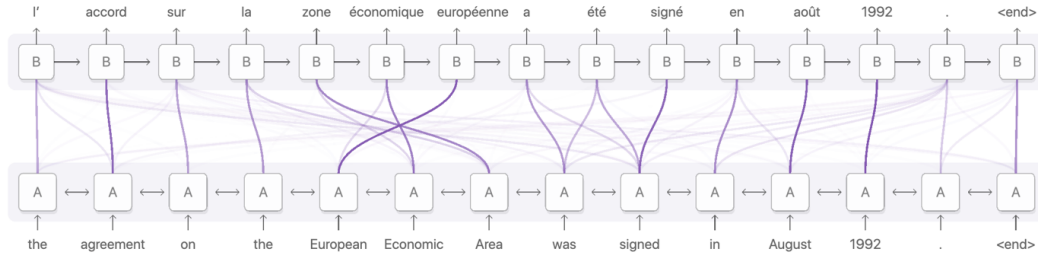 l' accord sur la zone économique européenne a été signé en août 1992 . <end>
B B B B B B B B B B B B B B B
A A A A A A A A A A A A A A
the agreement on the European Economic Area was signed in August 1992 . <end>